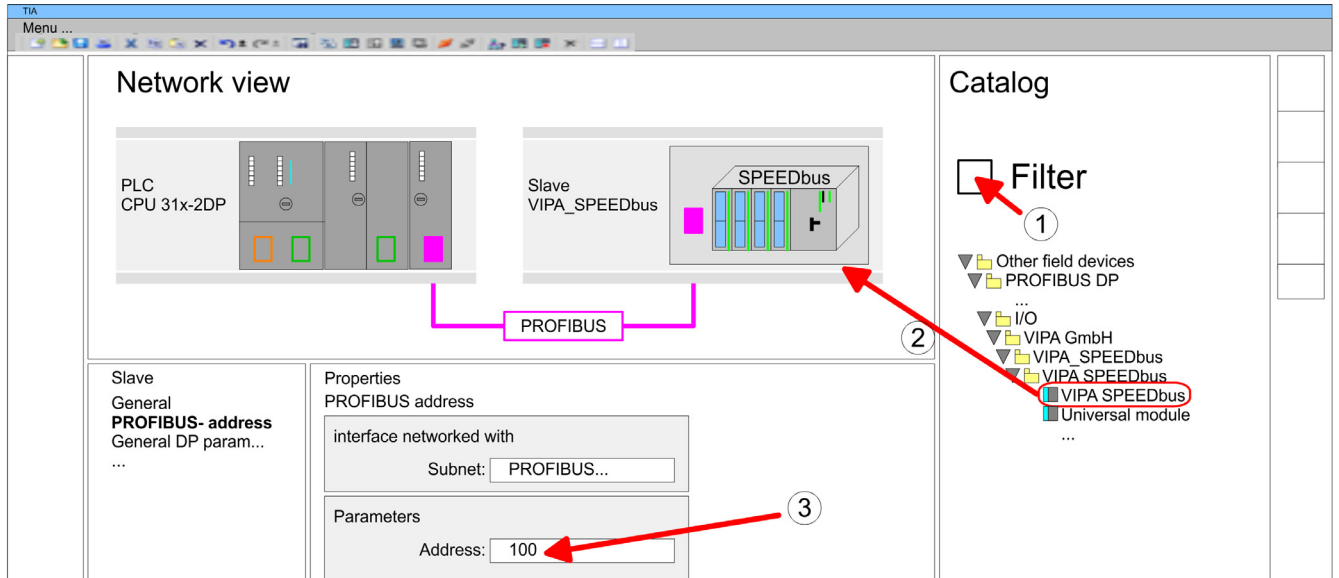 TIA
Menu ...
Network view
PLC
CPU 31x-2DP
Slave
VIPA_SPEEDbus
SPEEDbus
PROFIBUS
Catalog
Filter
1
Other field devices
PROFIBUS DP
...
I/O
VIPA GmbH
VIPA_SPEEDbus
VIPA SPEEDbus
VIPA SPEEDbus
Universal module
...
2
Slave
General
PROFIBUS- address
General DP param...
...
Properties
PROFIBUS address
interface networked with
Subnet: PROFIBUS...
Parameters
Address: 100
3